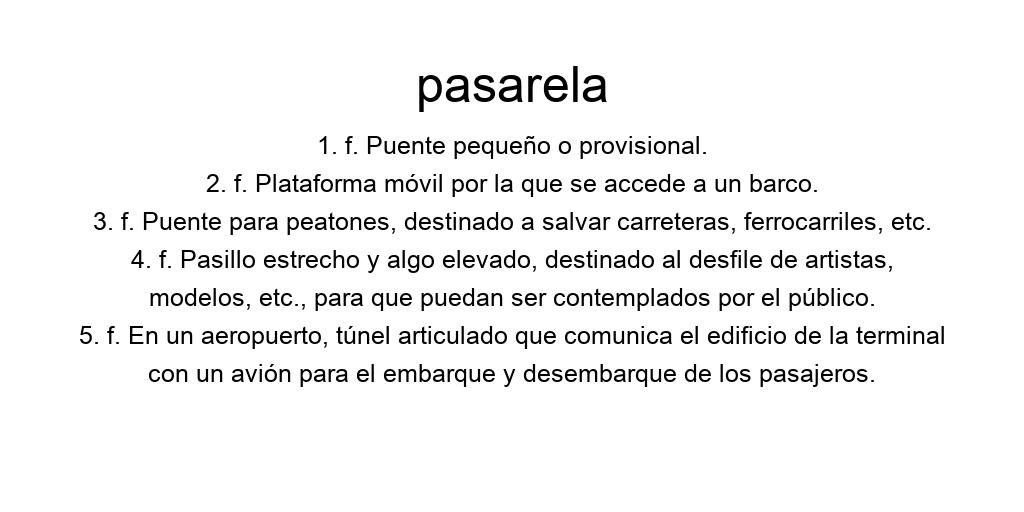 pasarela
1. f. Puente pequeño o provisional.
2. f. Plataforma móvil por la que se accede a un barco.
3. f. Puente para peatones, destinado a salvar carreteras, ferrocarriles, etc.
4. f. Pasillo estrecho y algo elevado, destinado al desfile de artistas,
modelos, etc., para que puedan ser contemplados por el público.
5. f. En un aeropuerto, túnel articulado que comunica el edificio de la terminal
con un avión para el embarque y desembarque de los pasajeros.